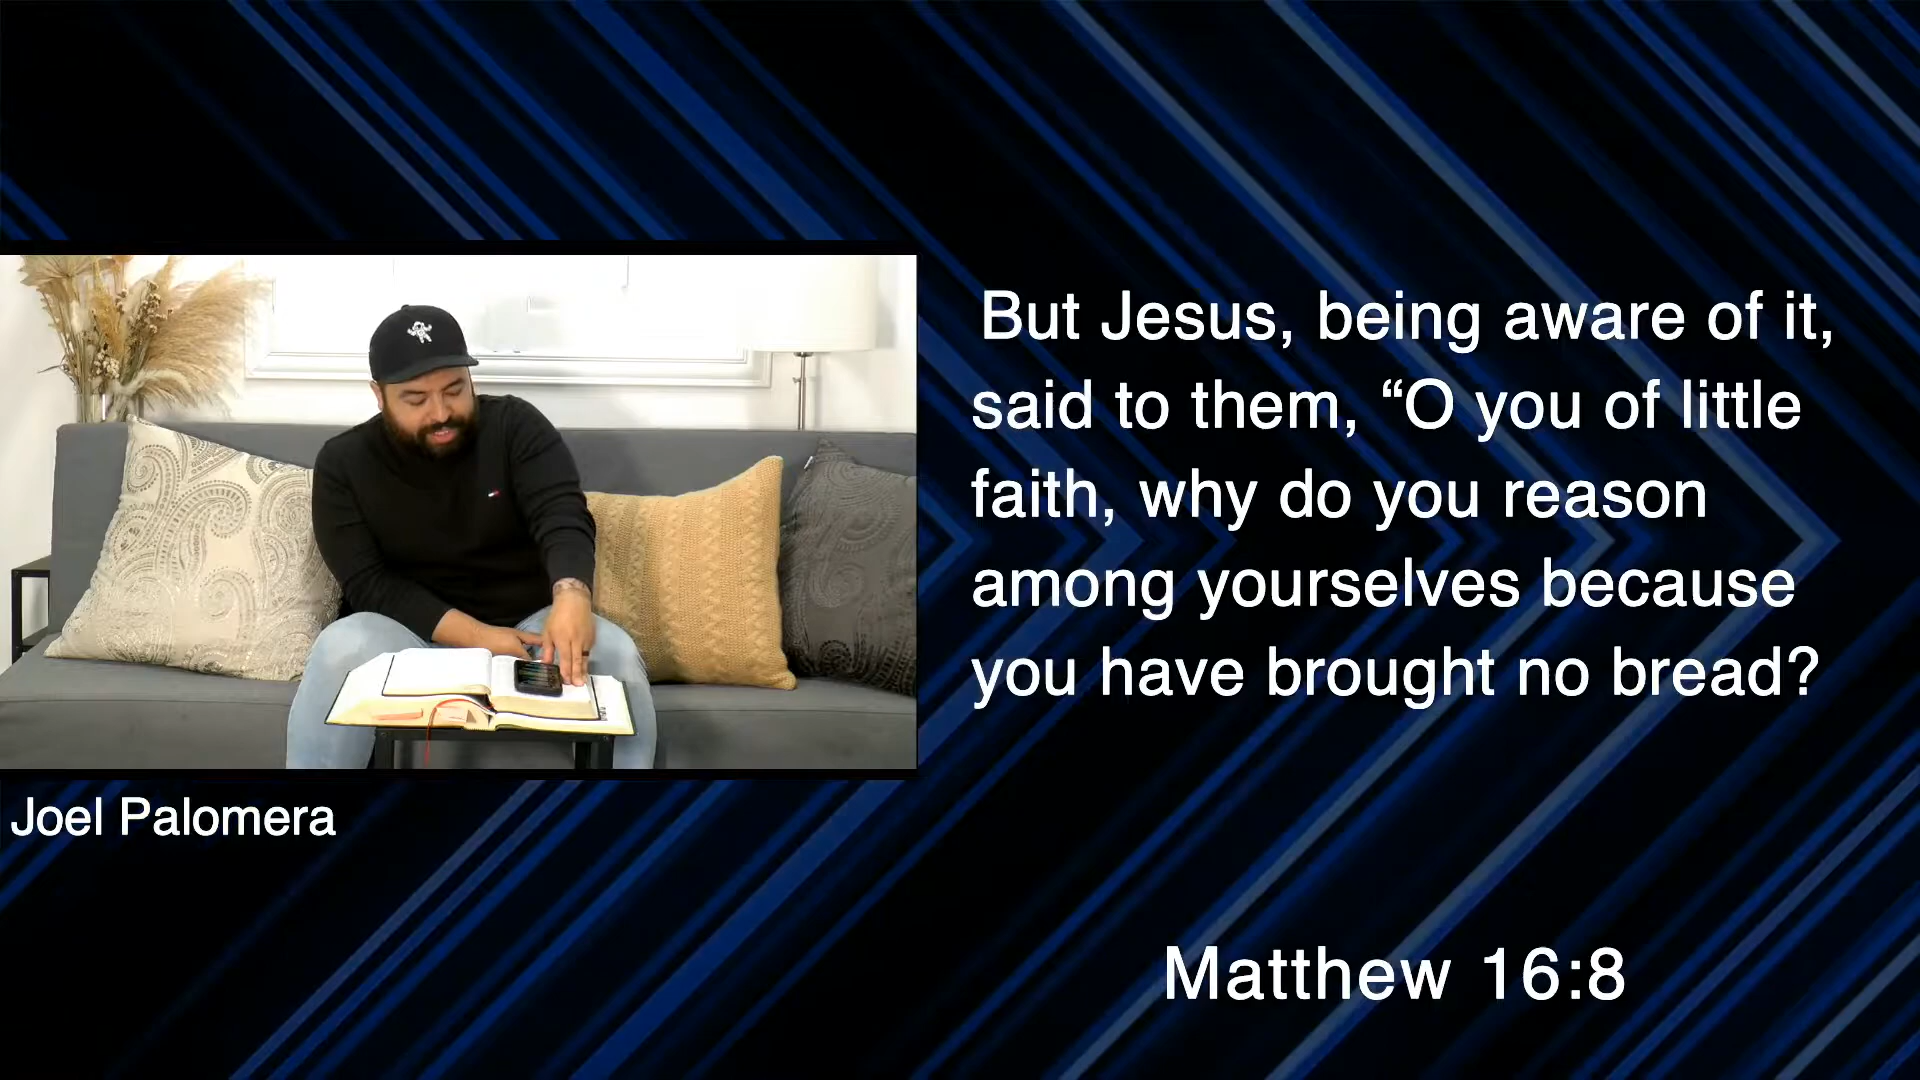 But Jesus, being aware of it,
said to them, “O you of little
faith, why do you reason
among yourselves because
you have brought no bread?
Joel Palomera
Matthew 16:8